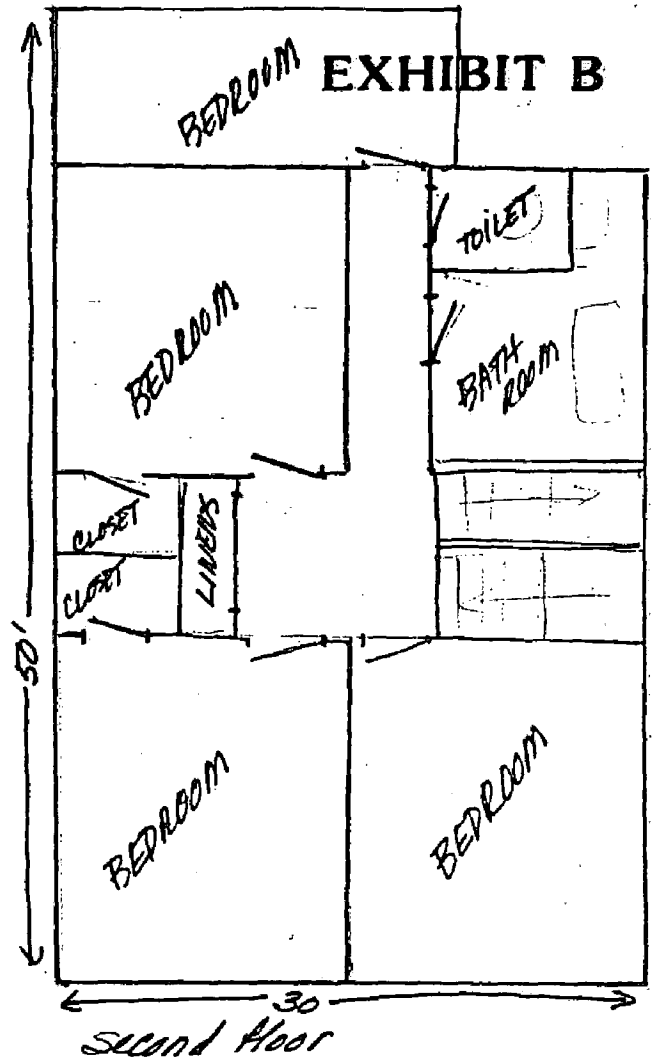 EXHIBIT B
BEDROOM
TOILET
BEDROOM
BATH
ROOM
CLOSET
LINENS
CLOSET
50'
BEDROOM
BEDROOM
30
second floor